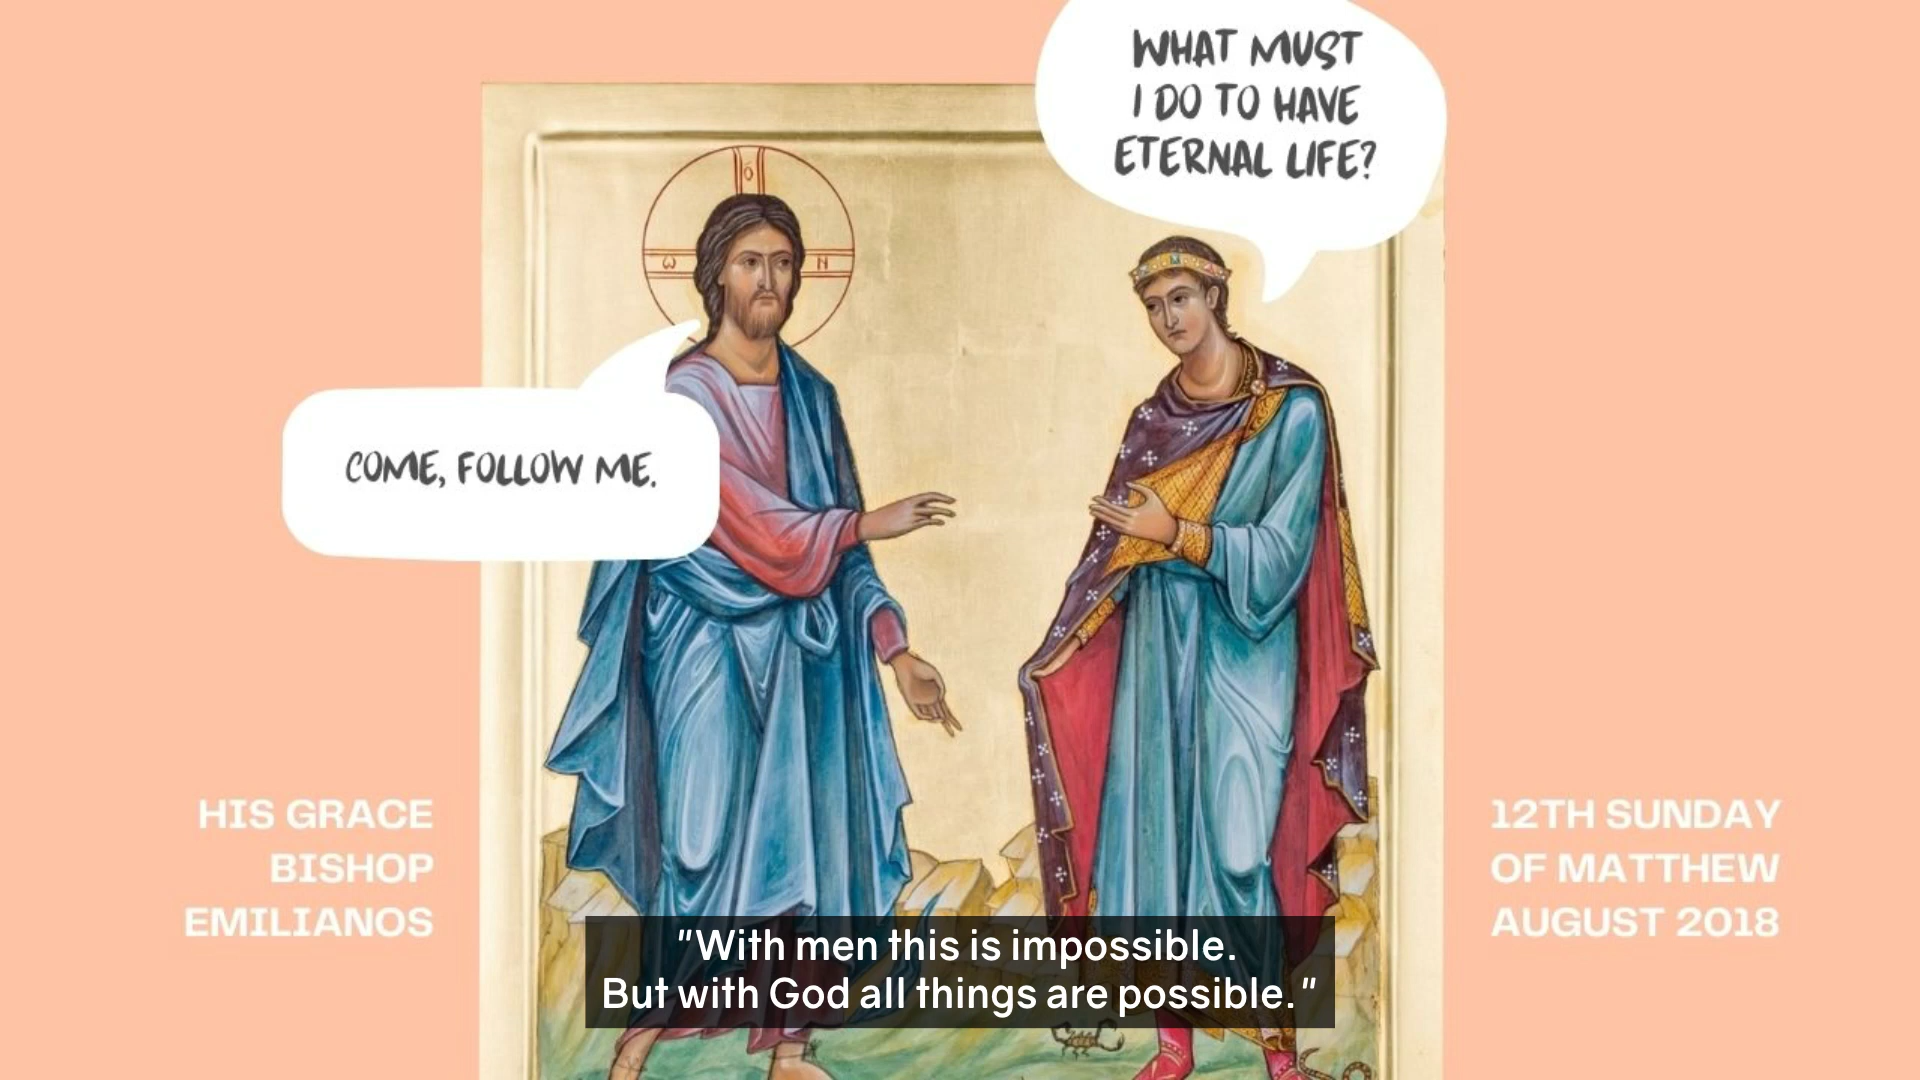 WHAT MUST
I DO TO HAVE
ETERNAL LIFE?
Ὁ
Ω
Ν
COME, FOLLOW ME.
HIS GRACE
BISHOP
EMILIANOS
12TH SUNDAY
OF MATTHEW
AUGUST 2018
"With men this is impossible.
But with God all things are possible."